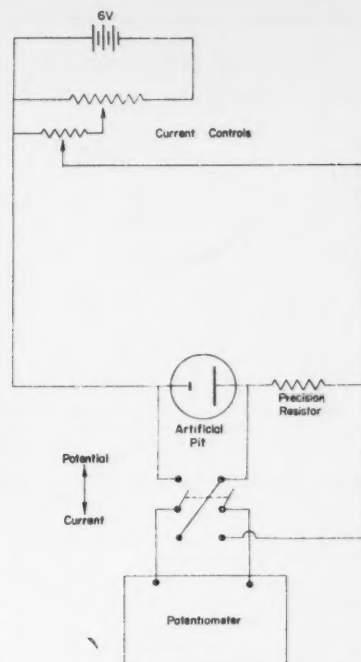 6V
Current Controls
Precision
Resistor
Artificial
Pit
Potential
Current
Potentiometer